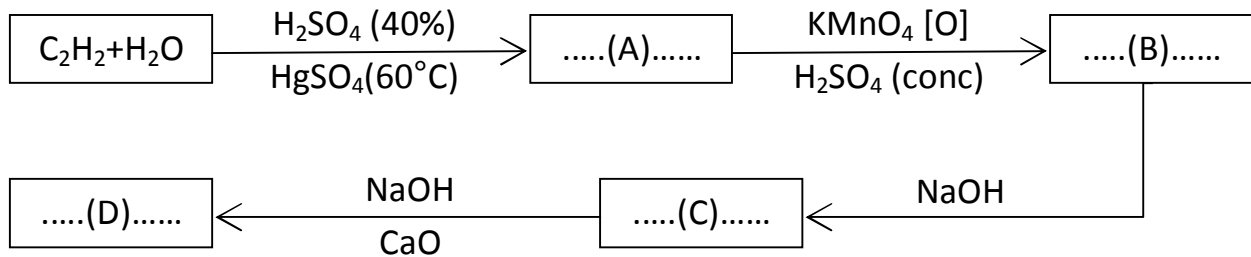 H₂SO₄ (40%)
KMnO₄ [O]
C₂H₂+H₂O
.....(A)......
.....(B)......
HgSO₄(60°C)
H₂SO₄ (conc)
NaOH
NaOH
.....(D)......
.....(C)......
CaO